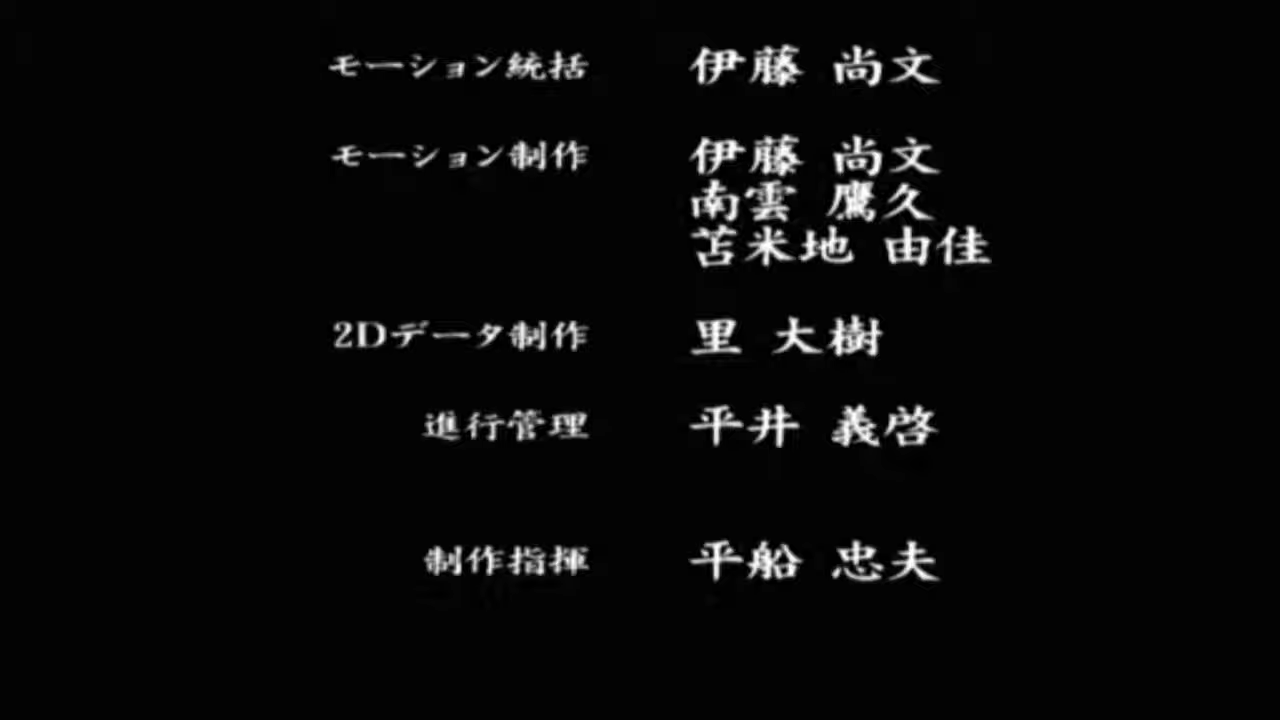 モーション統括 伊藤 尚文
モーション制作 伊藤 尚文
南雲 鷹久
苫米地 由佳
2Dデータ制作 里 大樹
進行管理 平井 義啓
制作指揮 平船 忠夫